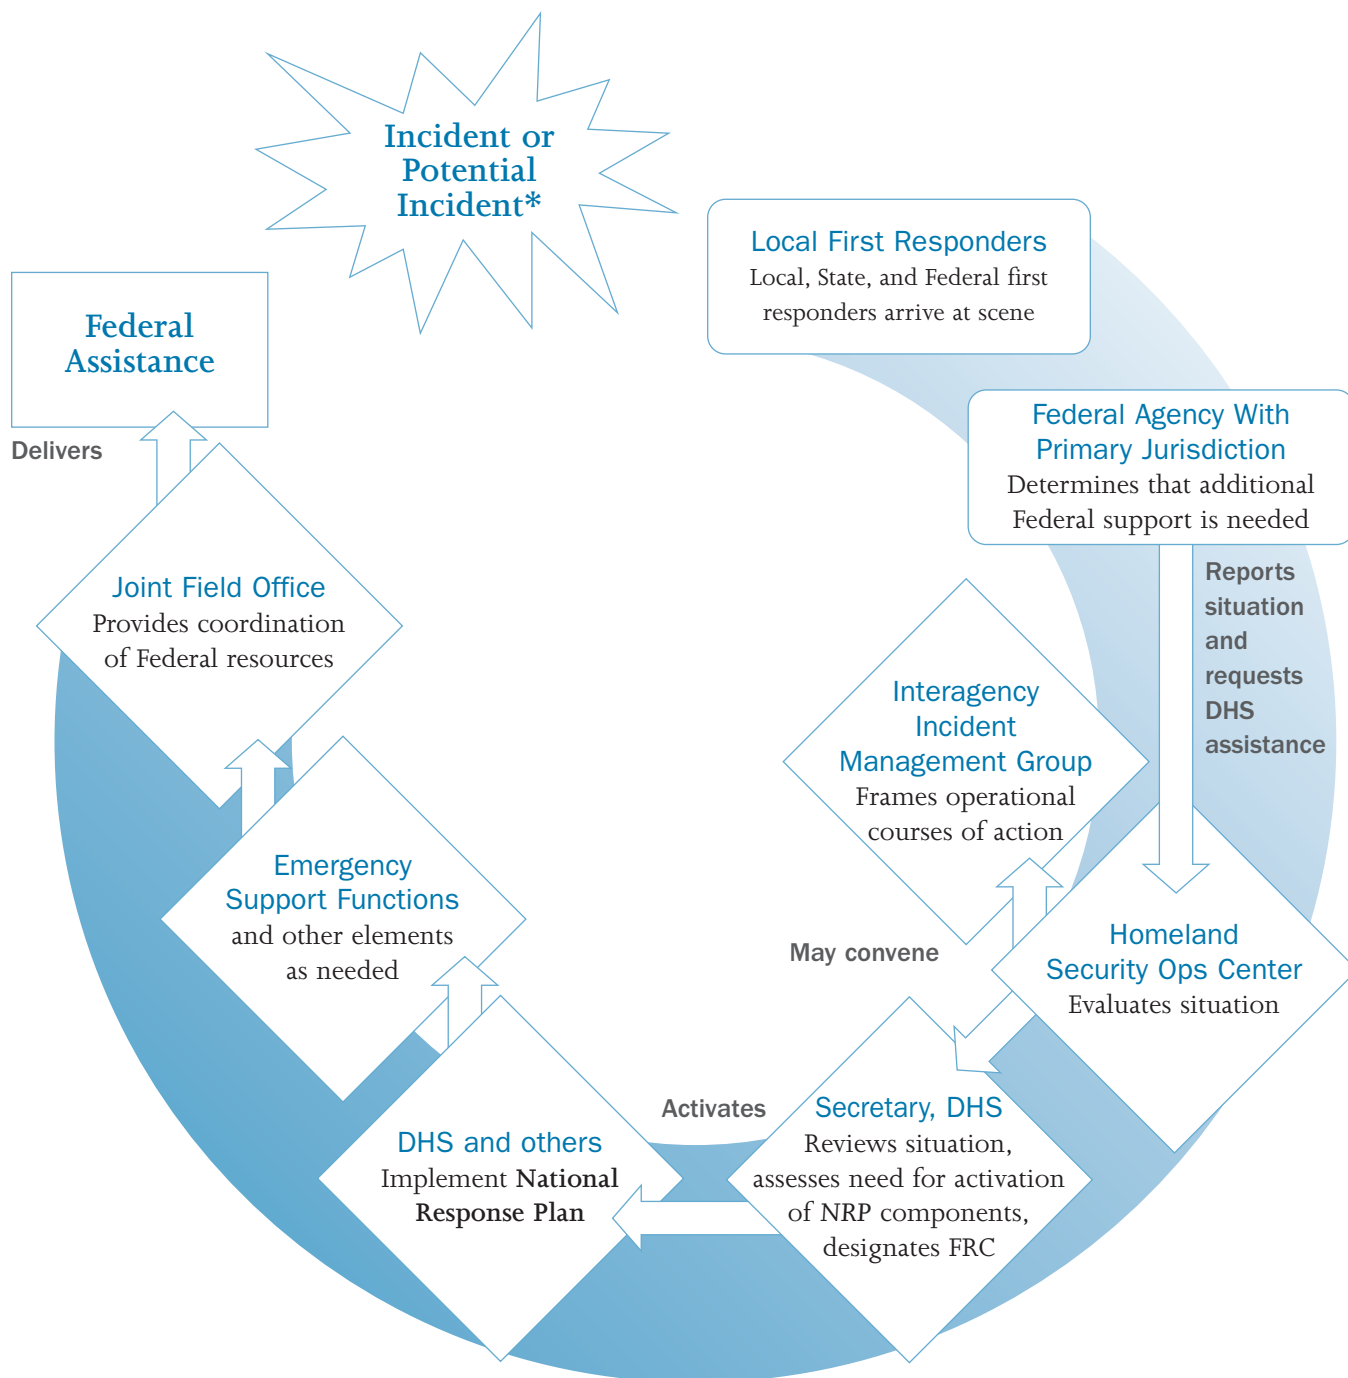 Incident or
Potential
Incident*
Local First Responders
Local, State, and Federal first
responders arrive at scene
Federal
Assistance
Delivers
Federal Agency With
Primary Jurisdiction
Determines that additional
Federal support is needed
Reports
situation
and
requests
DHS
assistance
Joint Field Office
Provides coordination
of Federal resources
Interagency
Incident
Management Group
Frames operational
courses of action
Emergency
Support Functions
and other elements
as needed
May convene
Homeland
Security Ops Center
Evaluates situation
Activates
Secretary, DHS
Reviews situation,
assesses need for activation
of NRP components,
designates FRC
DHS and others
Implement National
Response Plan